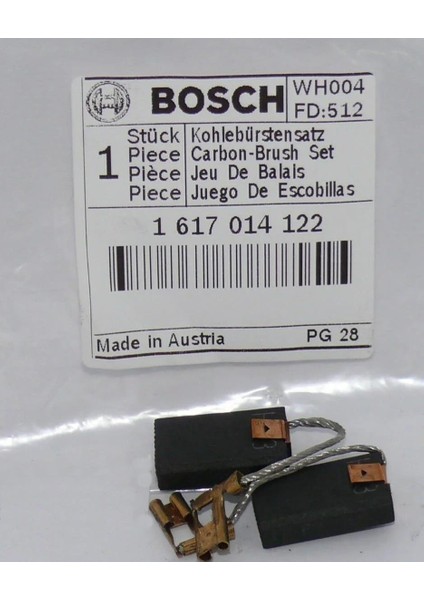 BOSCH
WH004
FD:512
1
Stück Kohlebürstensatz
Piece Carbon-Brush Set
Pièce Jeu De Balais
Piece Juego De Escobillas
1 617 014 122
Made in Austria PG 28